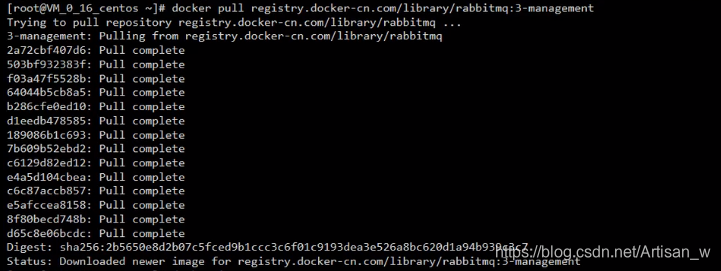 [root@VM_0_16_centos ~]# docker pull registry.docker-cn.com/library/rabbitmq:3-management
Trying to pull repository registry.docker-cn.com/library/rabbitmq ...
3-management: Pulling from registry.docker-cn.com/library/rabbitmq
2a72cbf407d6: Pull complete
503bf932383f: Pull complete
f03a47f5528b: Pull complete
64044b5cb8a5: Pull complete
b286cfe0ed10: Pull complete
d1eedb478585: Pull complete
189086b1c693: Pull complete
7b609b52ebd2: Pull complete
c6129d82ed12: Pull complete
e4a5d104cbea: Pull complete
c6c87accb857: Pull complete
e5afccea8158: Pull complete
8f80becd748b: Pull complete
d65c8e06bcdc: Pull complete
Digest:
Status: Downloaded newer image for registry.docker-cn.com/library/rabbitmq:3-management
https://blog.csdn.net/Artisan_w